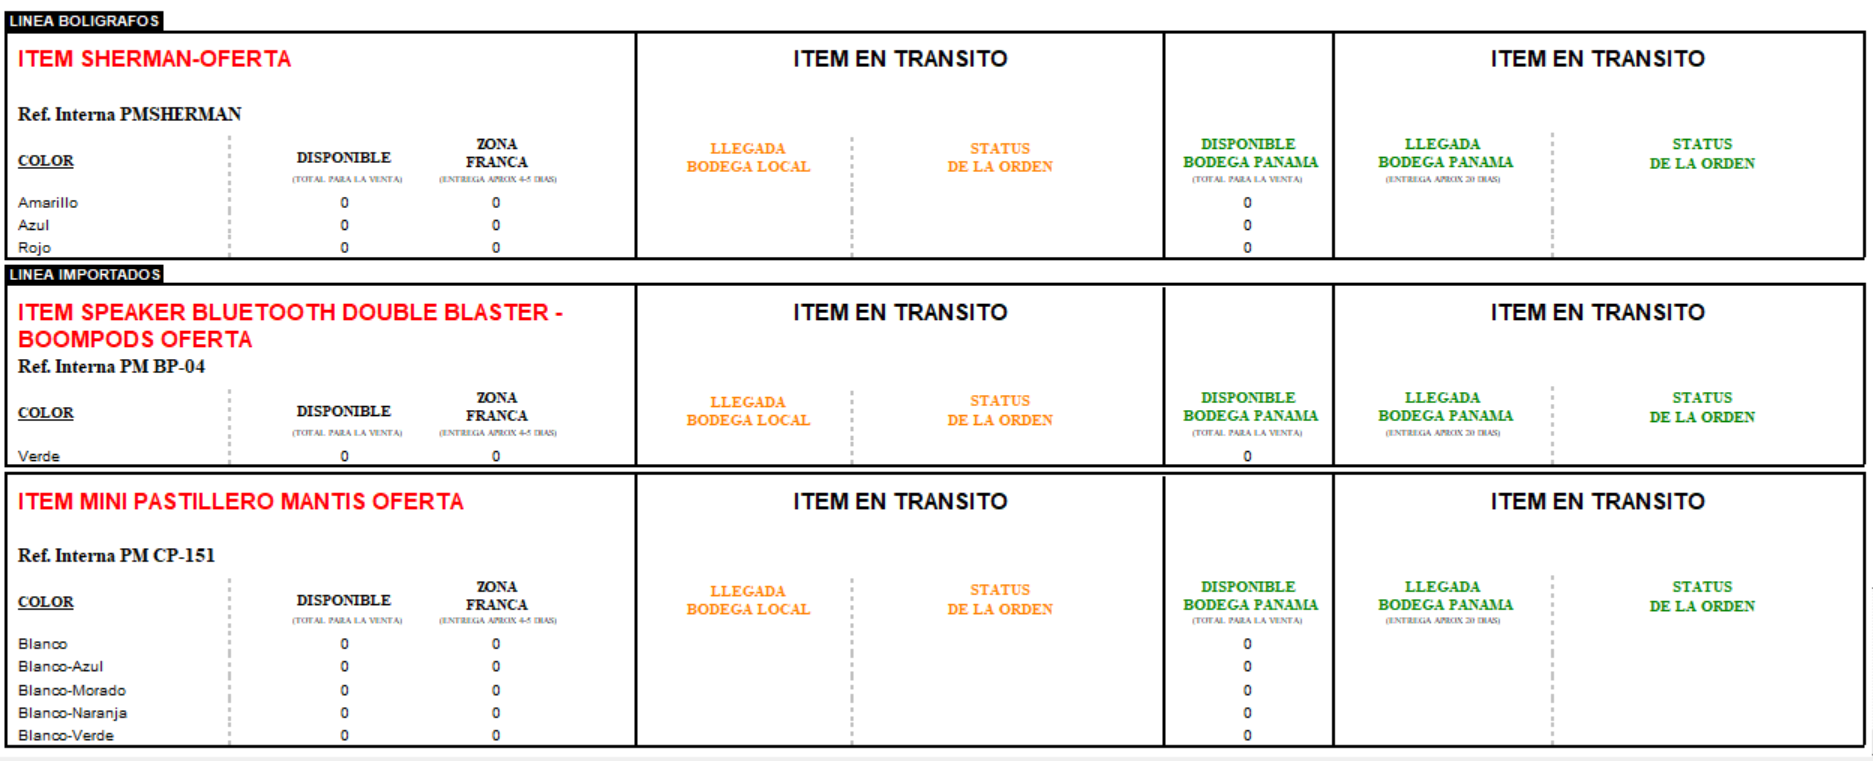 LINEA BOLIGRAFOS
ITEM SHERMAN-OFERTA
ITEM EN TRANSITO
ITEM EN TRANSITO
Ref. Interna PMSHERMAN
COLOR
DISPONIBLE
(TOTAL PARA LA VENTA)
ZONA
FRANCA
(ENTREGA APROX 4-5 DIAS)
LLEGADA
BODEGA LOCAL
STATUS
DE LA ORDEN
DISPONIBLE
BODEGA PANAMA
(TOTAL PARA LA VENTA)
LLEGADA
BODEGA PANAMA
(ENTREGA APROX 20 DIAS)
STATUS
DE LA ORDEN
Amarillo 0 0 0
Azul 0 0 0
Rojo 0 0 0
LINEA IMPORTADOS
ITEM SPEAKER BLUETOOTH DOUBLE BLASTER -
BOOMPODS OFERTA
ITEM EN TRANSITO
ITEM EN TRANSITO
Ref. Interna PM BP-04
COLOR
DISPONIBLE
(TOTAL PARA LA VENTA)
ZONA
FRANCA
(ENTREGA APROX 4-5 DIAS)
LLEGADA
BODEGA LOCAL
STATUS
DE LA ORDEN
DISPONIBLE
BODEGA PANAMA
(TOTAL PARA LA VENTA)
LLEGADA
BODEGA PANAMA
(ENTREGA APROX 20 DIAS)
STATUS
DE LA ORDEN
Verde 0 0 0
ITEM MINI PASTILLERO MANTIS OFERTA
ITEM EN TRANSITO
ITEM EN TRANSITO
Ref. Interna PM CP-151
COLOR
DISPONIBLE
(TOTAL PARA LA VENTA)
ZONA
FRANCA
(ENTREGA APROX 4-5 DIAS)
LLEGADA
BODEGA LOCAL
STATUS
DE LA ORDEN
DISPONIBLE
BODEGA PANAMA
(TOTAL PARA LA VENTA)
LLEGADA
BODEGA PANAMA
(ENTREGA APROX 20 DIAS)
STATUS
DE LA ORDEN
Blanco 0 0 0
Blanco-Azul 0 0 0
Blanco-Morado 0 0 0
Blanco-Naranja 0 0 0
Blanco-Verde 0 0 0